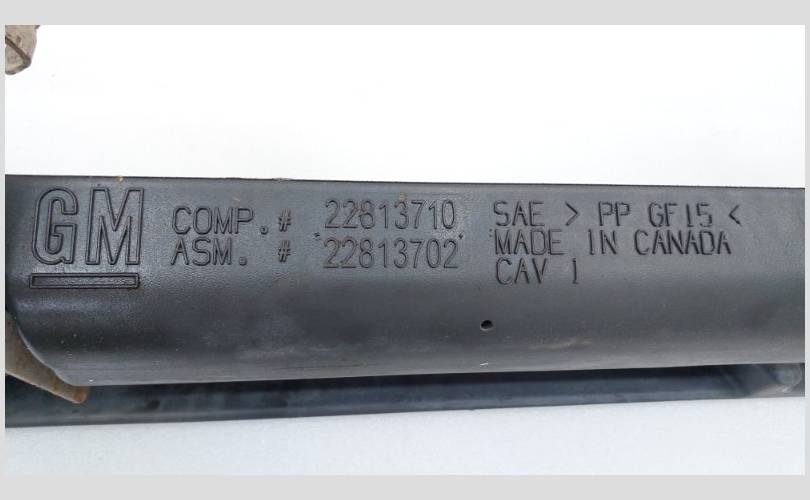 GM
COMP. # 22813710
ASM. # 22813702
SAE > PP GF15 <
MADE IN CANADA
CAV 1